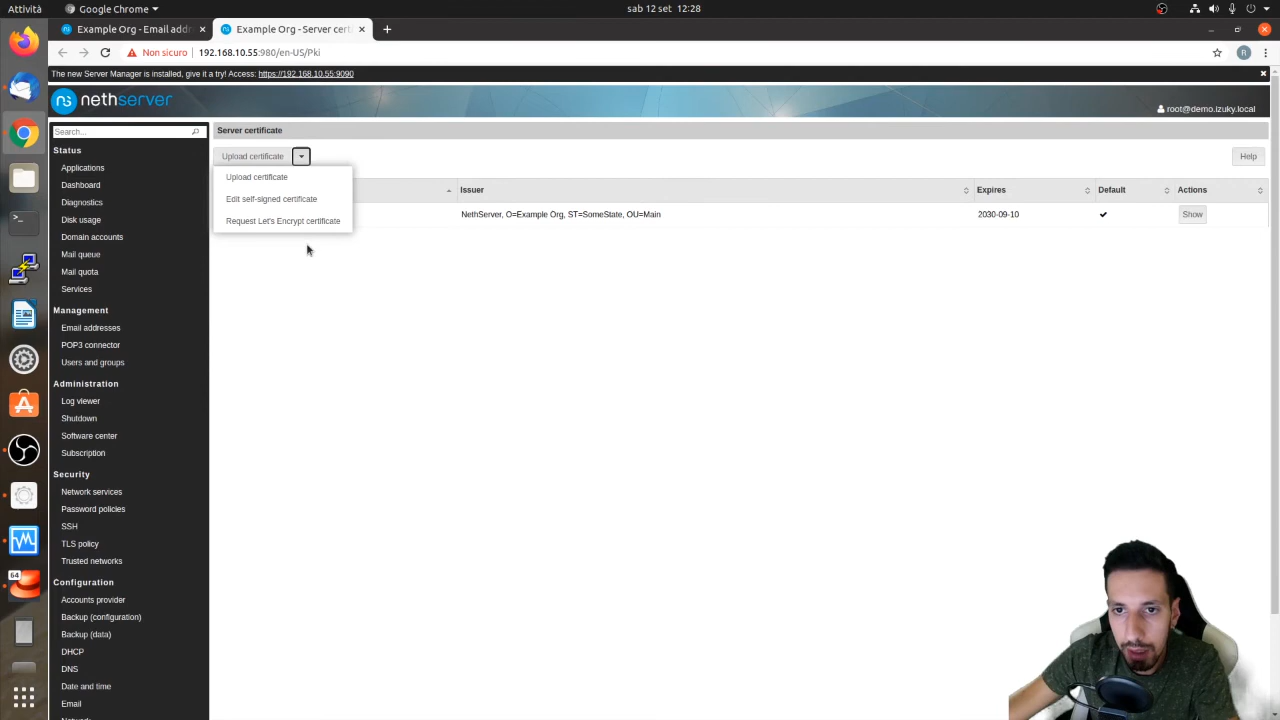 Attività
Google Chrome
sab 12 set 12:28
Example Org - Email addr
Example Org - Server certi
Non sicuro
192.168.10.55:980/en-US/Pki
R
The new Server Manager is installed, give it a try! Access: https://192.168.10.55:9090
nethserver
root@demo.izuky.local
Search...
Server certificate
Status
Upload certificate
Help
Applications
Upload certificate
Dashboard
Issuer
Expires
Default
Actions
Edit self-signed certificate
Diagnostics
NethServer, O=Example Org, ST=SomeState, OU=Main
2030-09-10
Show
Disk usage
Request Let's Encrypt certificate
Domain accounts
Mail queue
Mail quota
Services
Management
Email addresses
POP3 connector
Users and groups
Administration
Log viewer
Shutdown
Software center
Subscription
Security
Network services
Password policies
SSH
TLS policy
Trusted networks
64
Configuration
Accounts provider
Backup (configuration)
Backup (data)
DHCP
DNS
Date and time
Email